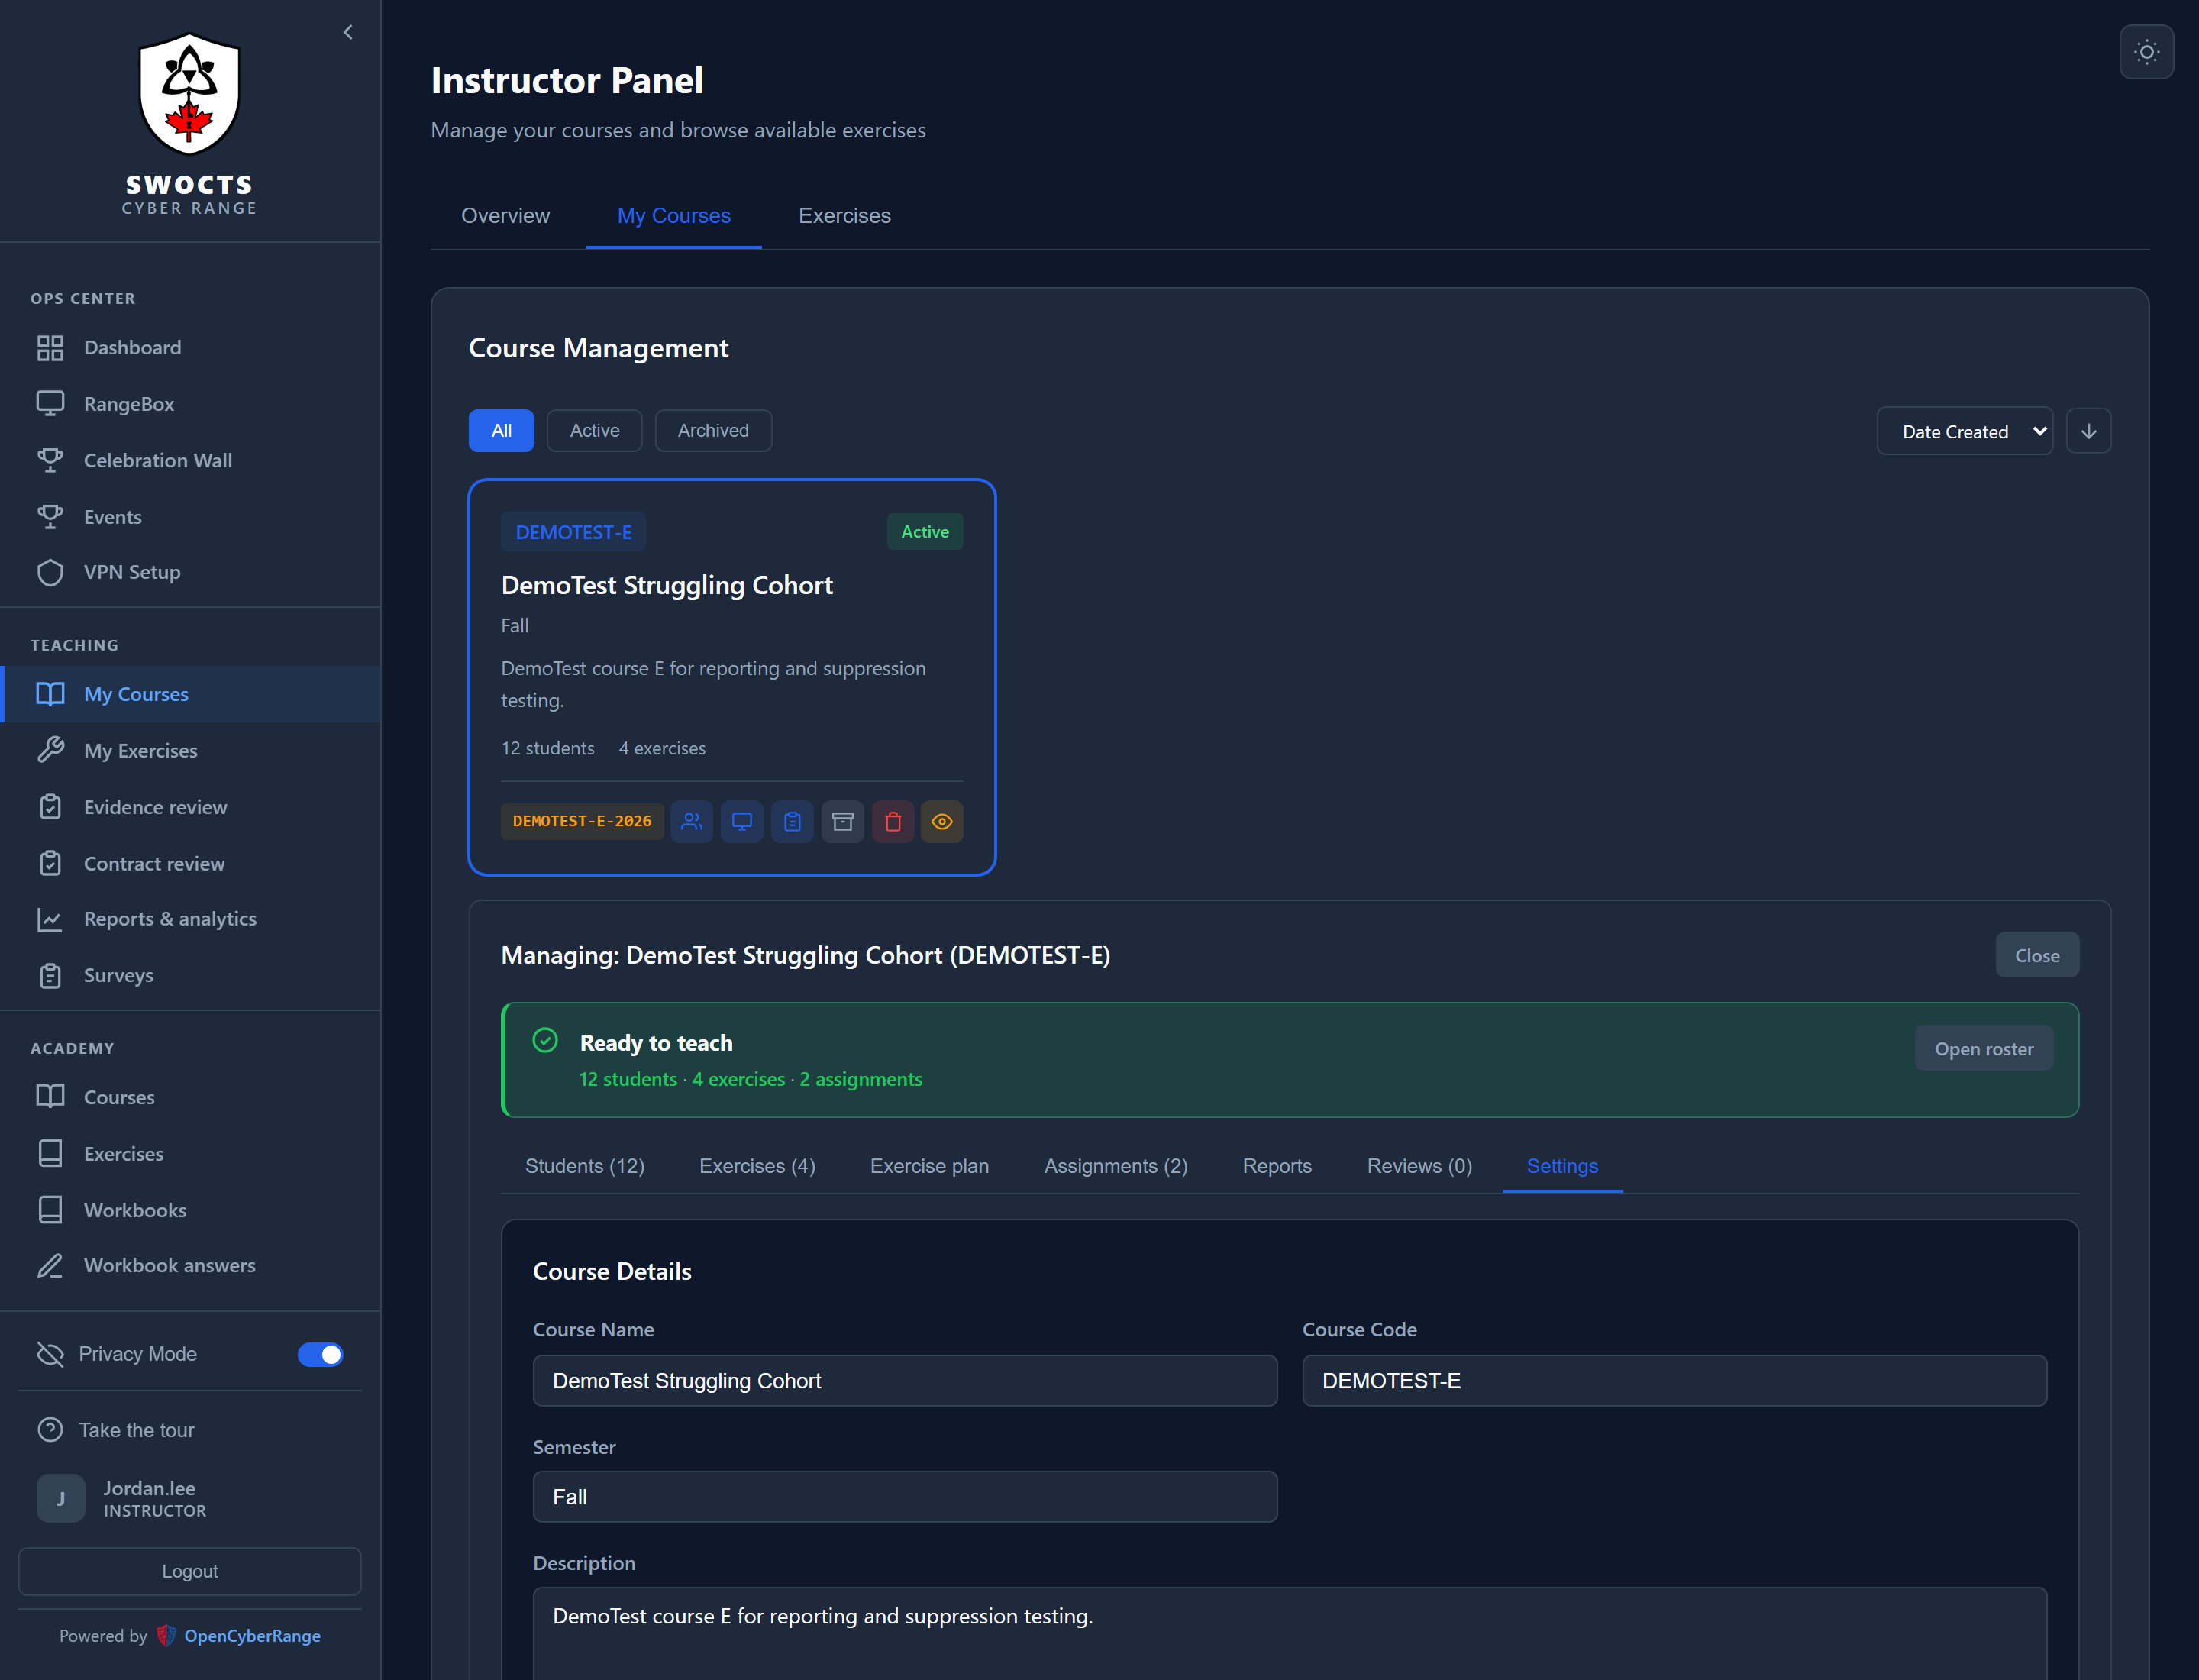 SWOCTS
CYBER RANGE
OPS CENTER
Dashboard
RangeBox
Celebration Wall
Events
VPN Setup
TEACHING
My Courses
My Exercises
Evidence review
Contract review
Reports & analytics
Surveys
ACADEMY
Courses
Exercises
Workbooks
Workbook answers
Privacy Mode
Take the tour
J
Jordan.lee
INSTRUCTOR
Logout
Powered by OpenCyberRange
Instructor Panel
Manage your courses and browse available exercises
Overview My Courses Exercises
Course Management
All Active Archived Date Created
DEMOTEST-E Active
DemoTest Struggling Cohort
Fall
DemoTest course E for reporting and suppression
testing.
12 students 4 exercises
DEMOTEST-E-2026
Managing: DemoTest Struggling Cohort (DEMOTEST-E) Close
Ready to teach
12 students · 4 exercises · 2 assignments
Open roster
Students (12) Exercises (4) Exercise plan Assignments (2) Reports Reviews (0) Settings
Course Details
Course Name Course Code
DemoTest Struggling Cohort DEMOTEST-E
Semester
Fall
Description
DemoTest course E for reporting and suppression testing.